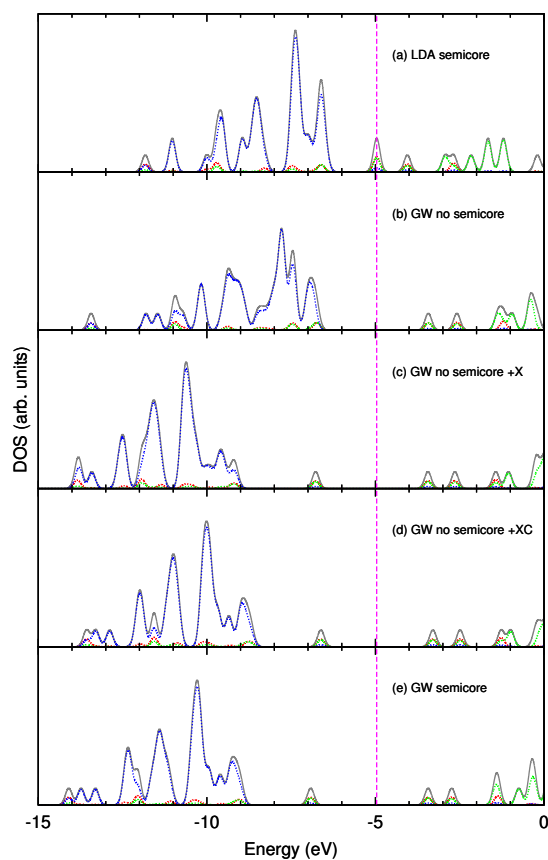 (a) LDA semicore
(b) GW no semicore
(c) GW no semicore +X
(d) GW no semicore +XC
(e) GW semicore
DOS (arb. units)
-15
-10
-5
0
Energy (eV)